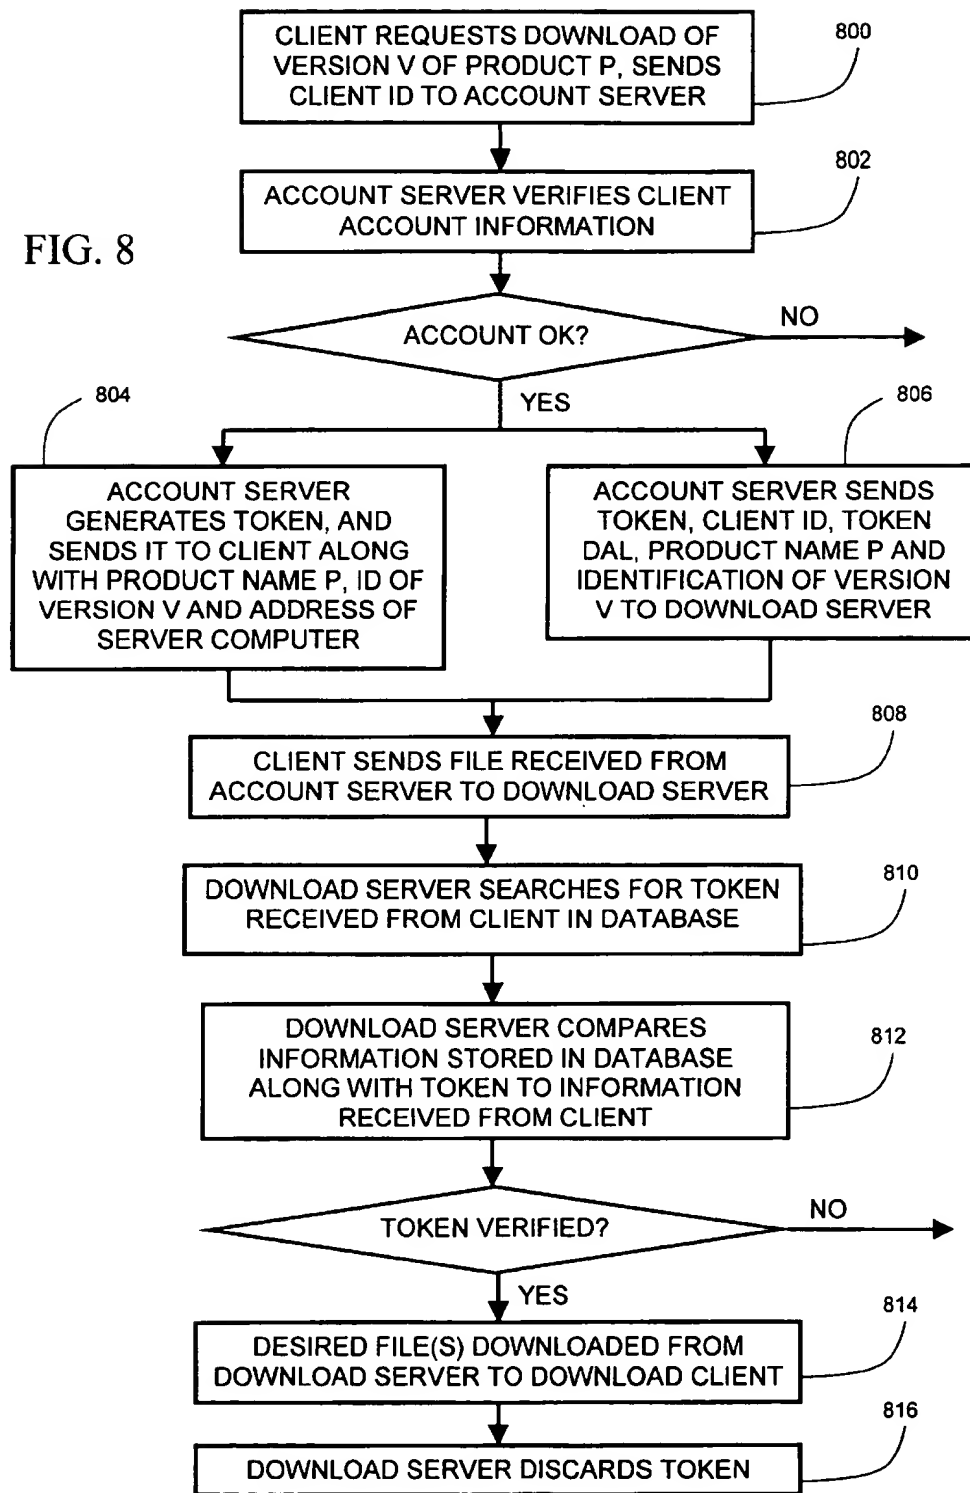 CLIENT REQUESTS DOWNLOAD OF
VERSION V OF PRODUCT P, SENDS
CLIENT ID TO ACCOUNT SERVER
800
ACCOUNT SERVER VERIFIES CLIENT
ACCOUNT INFORMATION
802
FIG. 8
ACCOUNT OK?
NO
YES
804
806
ACCOUNT SERVER
GENERATES TOKEN, AND
SENDS IT TO CLIENT ALONG
WITH PRODUCT NAME P, ID OF
VERSION V AND ADDRESS OF
SERVER COMPUTER
ACCOUNT SERVER SENDS
TOKEN, CLIENT ID, TOKEN
DAL, PRODUCT NAME P AND
IDENTIFICATION OF VERSION
V TO DOWNLOAD SERVER
808
CLIENT SENDS FILE RECEIVED FROM
ACCOUNT SERVER TO DOWNLOAD SERVER
810
DOWNLOAD SERVER SEARCHES FOR TOKEN
RECEIVED FROM CLIENT IN DATABASE
812
DOWNLOAD SERVER COMPARES
INFORMATION STORED IN DATABASE
ALONG WITH TOKEN TO INFORMATION
RECEIVED FROM CLIENT
TOKEN VERIFIED?
NO
YES
814
DESIRED FILE(S) DOWNLOADED FROM
DOWNLOAD SERVER TO DOWNLOAD CLIENT
816
DOWNLOAD SERVER DISCARDS TOKEN